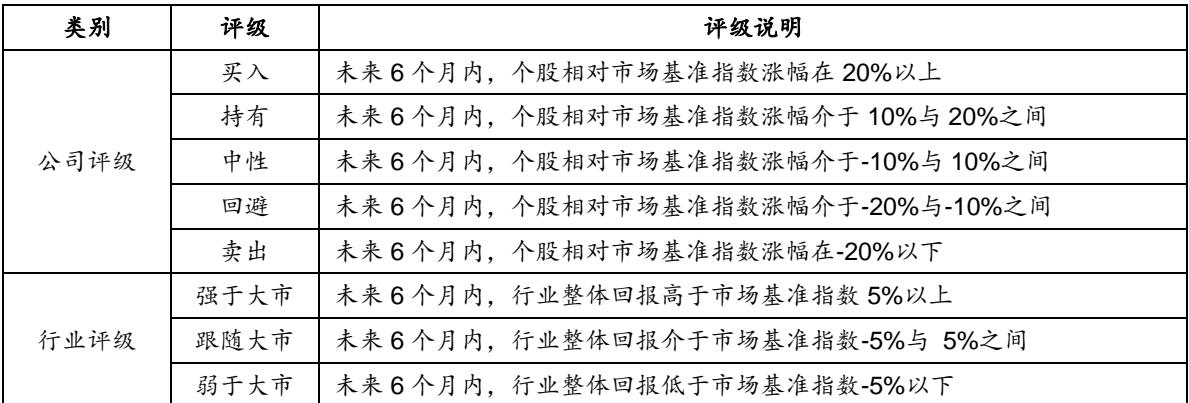 类别 评级 评级说明
买入 未来 6 个月内，个股相对市场基准指数涨幅在 20%以上
持有 未来 6 个月内，个股相对市场基准指数涨幅介于 10%与 20%之间
公司评级 中性 未来 6 个月内，个股相对市场基准指数涨幅介于-10%与 10%之间
回避 未来 6 个月内，个股相对市场基准指数涨幅介于-20%与-10%之间
卖出 未来 6 个月内，个股相对市场基准指数涨幅在-20%以下
强于大市 未来 6 个月内，行业整体回报高于市场基准指数 5%以上
行业评级 跟随大市 未来 6 个月内，行业整体回报介于市场基准指数-5%与 5%之间
弱于大市 未来 6 个月内，行业整体回报低于市场基准指数-5%以下